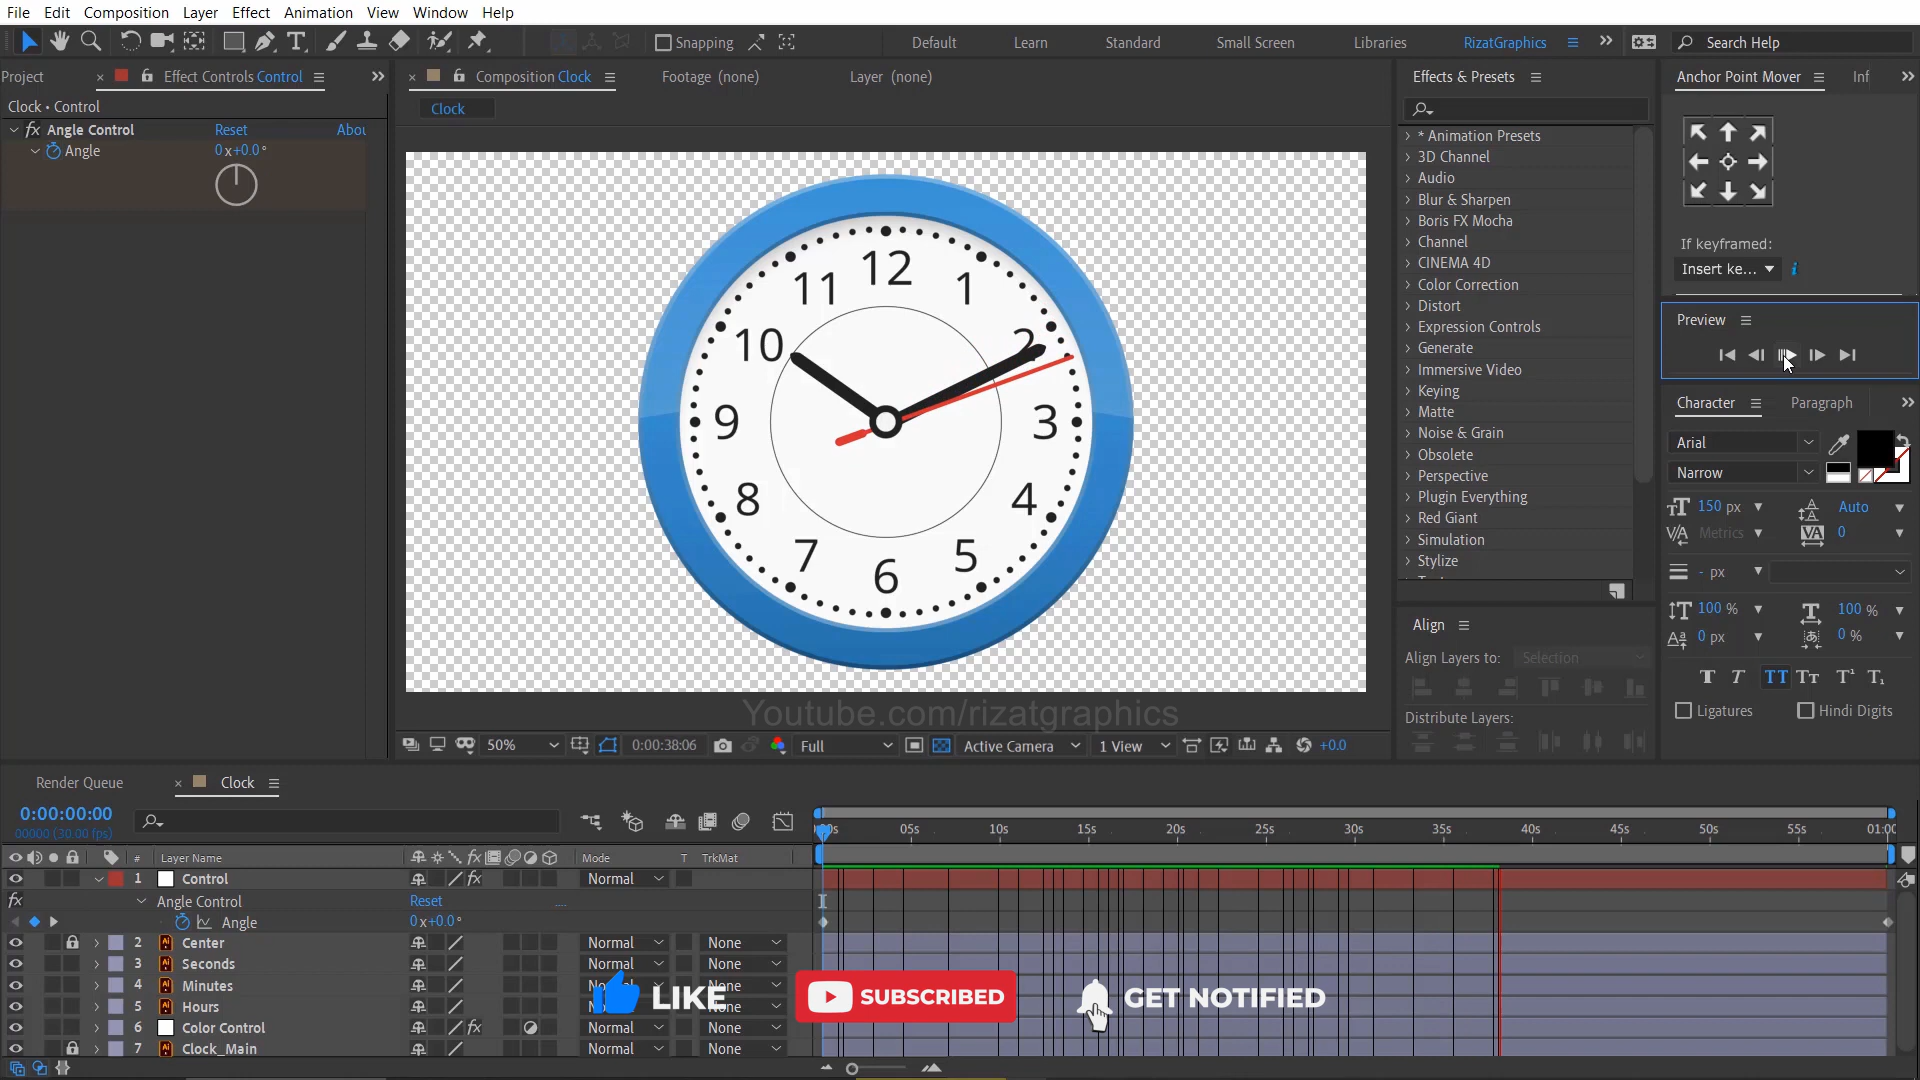 File Edit Composition Layer Effect Animation View Window Help
Snapping Default Learn Standard Small Screen Libraries RizatGraphics Search Help
Project Effect Controls Control
Clock • Control
fx Angle Control Reset Abou
Angle 0x+0.0°
Composition Clock Footage (none) Layer (none)
Clock
12
11 1
10 2
9 3
8 4
7 5
6
Youtube.com/rizatgraphics
50% 0:00:38:06 Full Active Camera 1 View +0.0
Effects & Presets
* Animation Presets
3D Channel
Audio
Blur & Sharpen
Boris FX Mocha
Channel
CINEMA 4D
Color Correction
Distort
Expression Controls
Generate
Immersive Video
Keying
Matte
Noise & Grain
Obsolete
Perspective
Plugin Everything
Red Giant
Simulation
Stylize
Align
Align Layers to: Selection
Distribute Layers:
Anchor Point Mover Inf
If keyframed:
Insert ke...
Preview
Character Paragraph
Arial
Narrow
150 px Auto
Metrics 0
- px
100 % 100 %
0 px 0 %
Ligatures Hindi Digits
Render Queue Clock
0:00:00:00
00000 (30.00 fps)
05s 10s 15s 20s 25s 30s 35s 40s 45s 50s 55s 01:00
# Layer Name Mode T TrkMat
1 Control Normal
fx Angle Control Reset
Angle 0x+0.0°
2 Center Normal None
3 Seconds Normal None
4 Minutes None
5 Hours None
6 Color Control Normal None
7 Clock_Main Normal None
LIKE SUBSCRIBED GET NOTIFIED